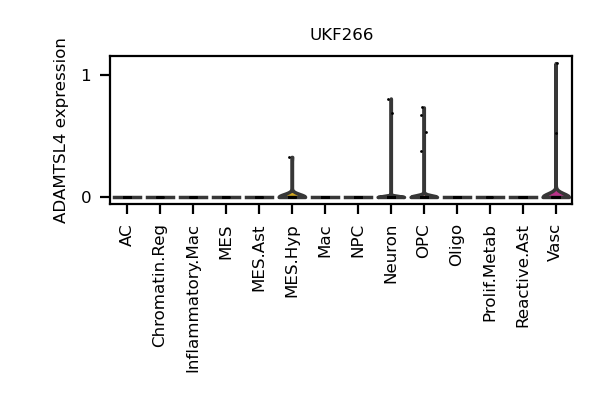 UKF266
ADAMTSL4 expression
1
0
AC
Chromatin.Reg
Inflammatory.Mac
MES
MES.Ast
MES.Hyp
Mac
NPC
Neuron
OPC
Oligo
Prolif.Metab
Reactive.Ast
Vasc